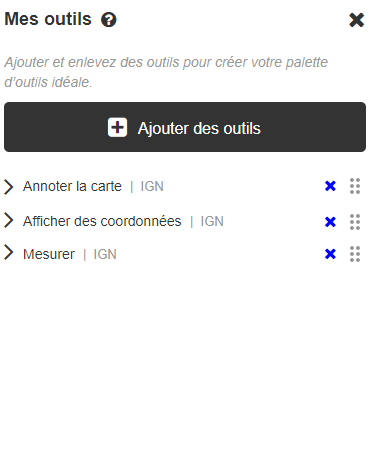 Mes outils
Ajouter et enlevez des outils pour créer votre palette
d'outils idéale.
Ajouter des outils
Annoter la carte | IGN
Afficher des coordonnées | IGN
Mesurer | IGN